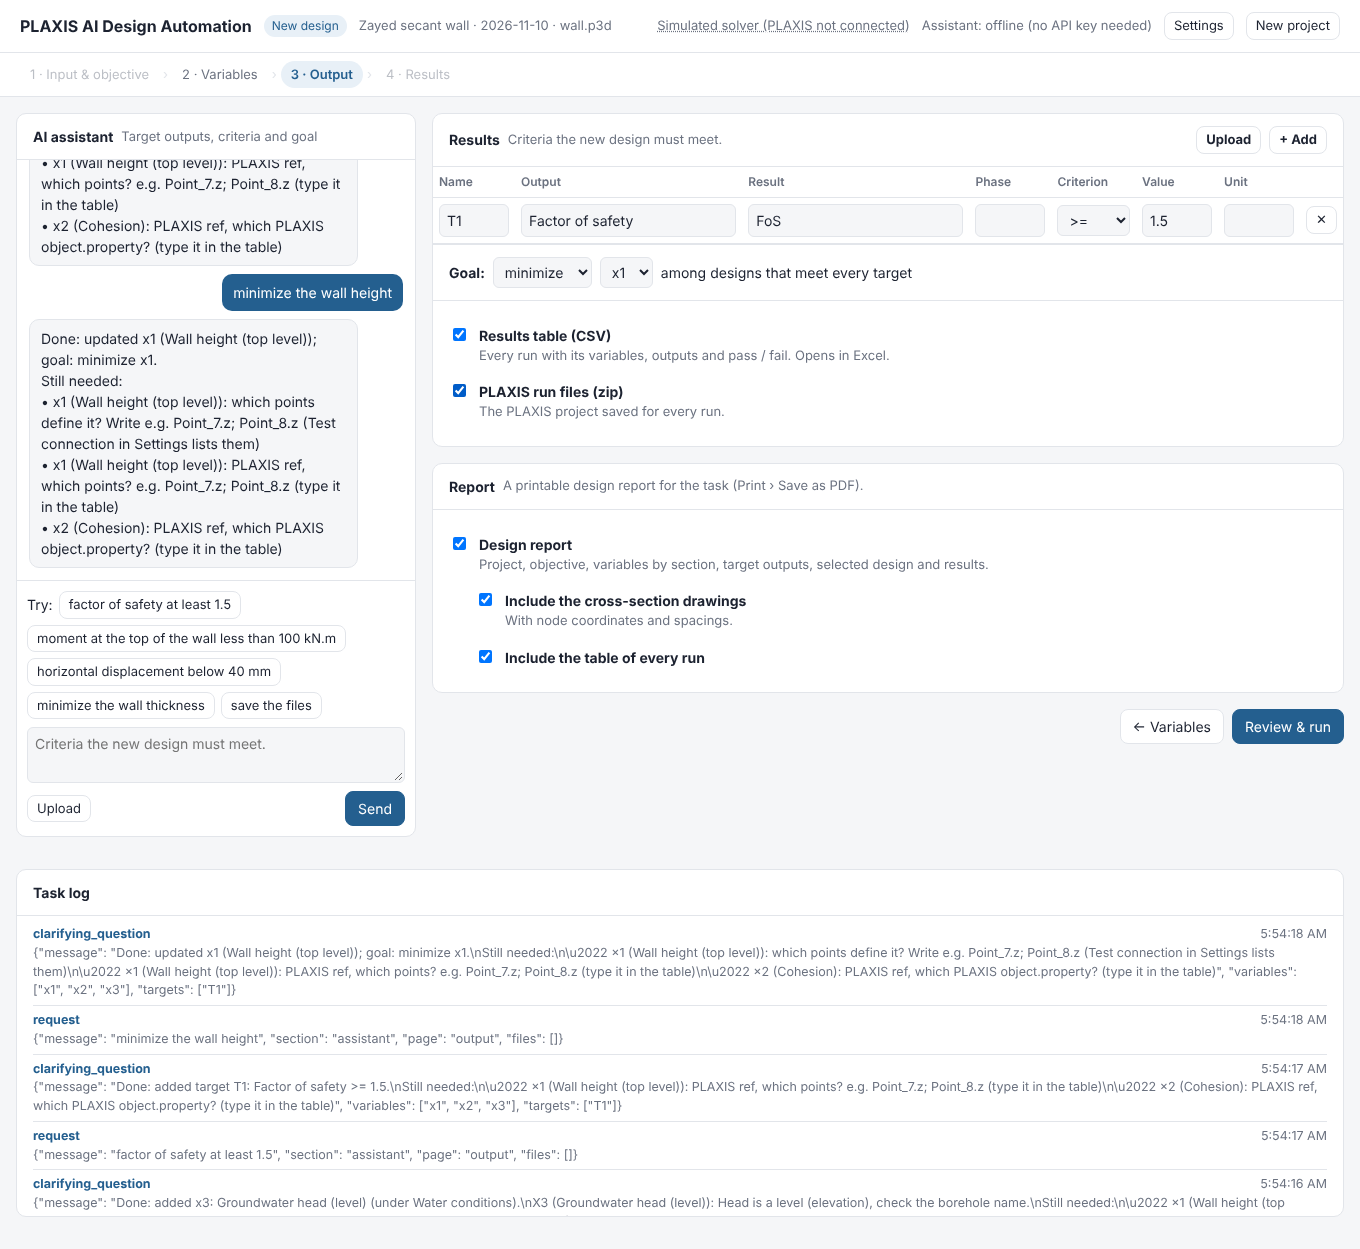 PLAXIS AI Design Automation New design Zayed secant wall · 2026-11-10 · wall.p3d Simulated solver (PLAXIS not connected) Assistant: offline (no API key needed) Settings New project
1 · Input & objective › 2 · Variables › 3 · Output › 4 · Results
AI assistant Target outputs, criteria and goal
• x1 (Wall height (top level)): PLAXIS ref,
which points? e.g. Point_7.z; Point_8.z (type it
in the table)
• x2 (Cohesion): PLAXIS ref, which PLAXIS
object.property? (type it in the table)
minimize the wall height
Done: updated x1 (Wall height (top level));
goal: minimize x1.
Still needed:
• x1 (Wall height (top level)): which points
define it? Write e.g. Point_7.z; Point_8.z (Test
connection in Settings lists them)
• x1 (Wall height (top level)): PLAXIS ref,
which points? e.g. Point_7.z; Point_8.z (type it
in the table)
• x2 (Cohesion): PLAXIS ref, which PLAXIS
object.property? (type it in the table)
Try: factor of safety at least 1.5
moment at the top of the wall less than 100 kN.m
horizontal displacement below 40 mm
minimize the wall thickness save the files
Criteria the new design must meet.
Upload Send
Results Criteria the new design must meet. Upload + Add
Name Output Result Phase Criterion Value Unit
T1 Factor of safety FoS >= 1.5 ×
Goal: minimize x1 among designs that meet every target
Results table (CSV)
Every run with its variables, outputs and pass / fail. Opens in Excel.
PLAXIS run files (zip)
The PLAXIS project saved for every run.
Report A printable design report for the task (Print › Save as PDF).
Design report
Project, objective, variables by section, target outputs, selected design and results.
Include the cross-section drawings
With node coordinates and spacings.
Include the table of every run
← Variables Review & run
Task log
clarifying_question 5:54:18 AM
{"message": "Done: updated x1 (Wall height (top level)); goal: minimize x1.\nStill needed:\n\u2022 ×1 (Wall height (top level)): which points define it? Write e.g. Point_7.z; Point_8.z (Test connection in Settings lists
them)\n\u2022 ×1 (Wall height (top level)): PLAXIS ref, which points? e.g. Point_7.z; Point_8.z (type it in the table)\n\u2022 ×2 (Cohesion): PLAXIS ref, which PLAXIS object.property? (type it in the table)", "variables":
["x1", "x2", "x3"], "targets": ["T1"]}
request 5:54:18 AM
{"message": "minimize the wall height", "section": "assistant", "page": "output", "files": []}
clarifying_question 5:54:17 AM
{"message": "Done: added target T1: Factor of safety >= 1.5.\nStill needed:\n\u2022 ×1 (Wall height (top level)): PLAXIS ref, which points? e.g. Point_7.z; Point_8.z (type it in the table)\n\u2022 ×2 (Cohesion): PLAXIS ref,
which PLAXIS object.property? (type it in the table)", "variables": ["x1", "x2", "x3"], "targets": ["T1"]}
request 5:54:17 AM
{"message": "factor of safety at least 1.5", "section": "assistant", "page": "output", "files": []}
clarifying_question 5:54:16 AM
{"message": "Done: added x3: Groundwater head (level) (under Water conditions).\nX3 (Groundwater head (level)): Head is a level (elevation), check the borehole name.\nStill needed:\n\u2022 ×1 (Wall height (top